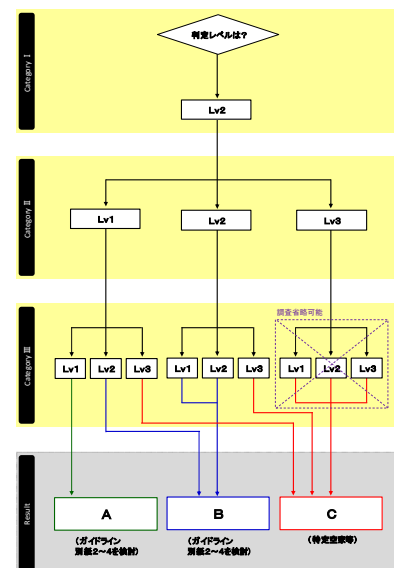 Category Ⅰ
判定レベルは?
Lv2
Category Ⅱ
Lv1
Lv2
Lv3
Category Ⅲ
調査省略可能
Lv1
Lv2
Lv3
Lv1
Lv2
Lv3
Lv1
Lv2
Lv3
Result
A
B
C
(ガイドライン
別紙2～4を検討)
(ガイドライン
別紙2～4を検討)
(特定空家等)